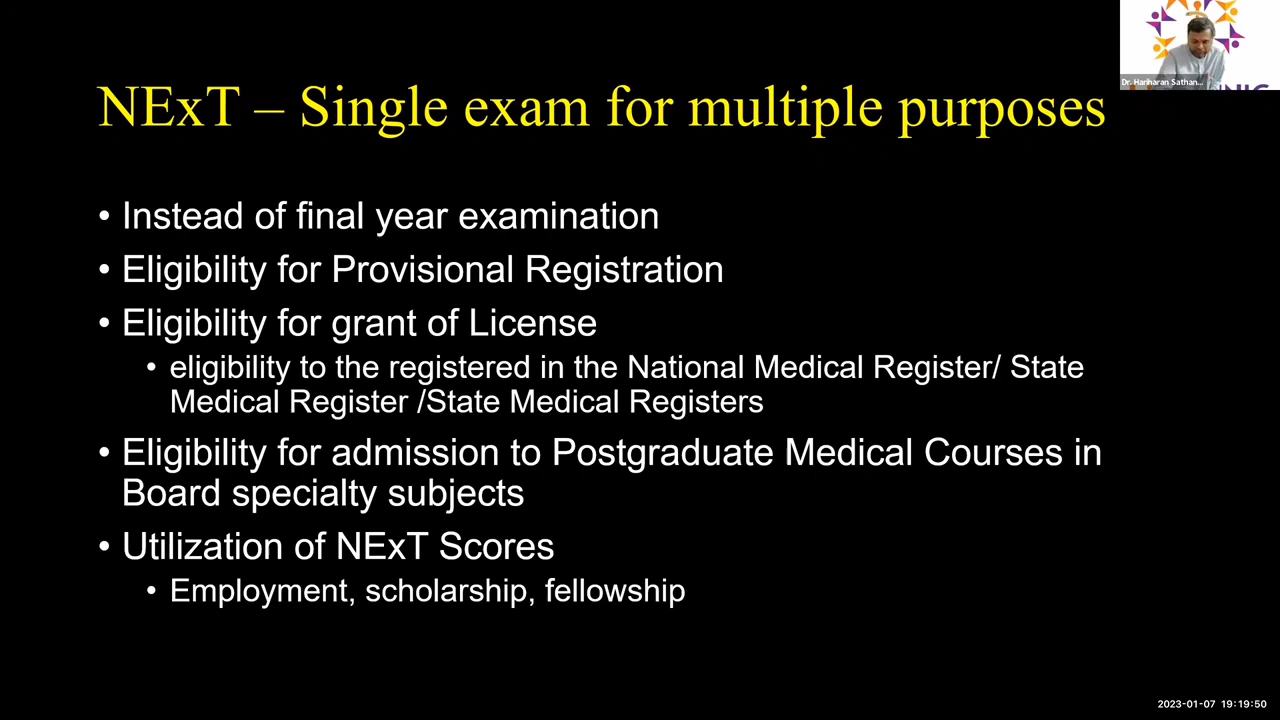 Dr. Hariharan Sathan...
NExT – Single exam for multiple purposes
• Instead of final year examination
• Eligibility for Provisional Registration
• Eligibility for grant of License
• eligibility to the registered in the National Medical Register/ State
Medical Register /State Medical Registers
• Eligibility for admission to Postgraduate Medical Courses in
Board specialty subjects
• Utilization of NExT Scores
• Employment, scholarship, fellowship
2023-01-07 19:19:50